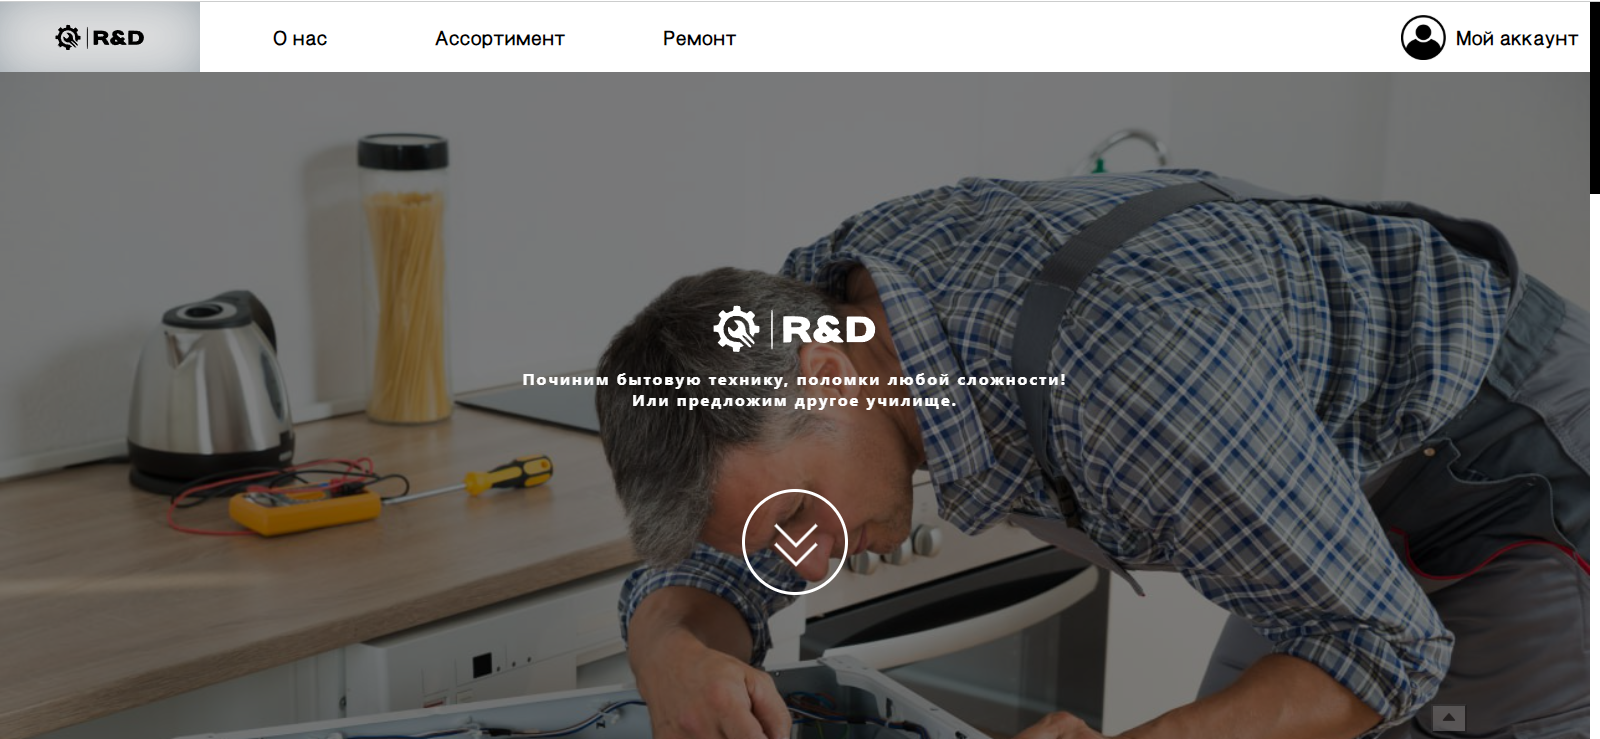 R&D
О нас
Ассортимент
Ремонт
Мой аккаунт
R&D
Починим бытовую технику, поломки любой сложности!
Или предложим другое училище.